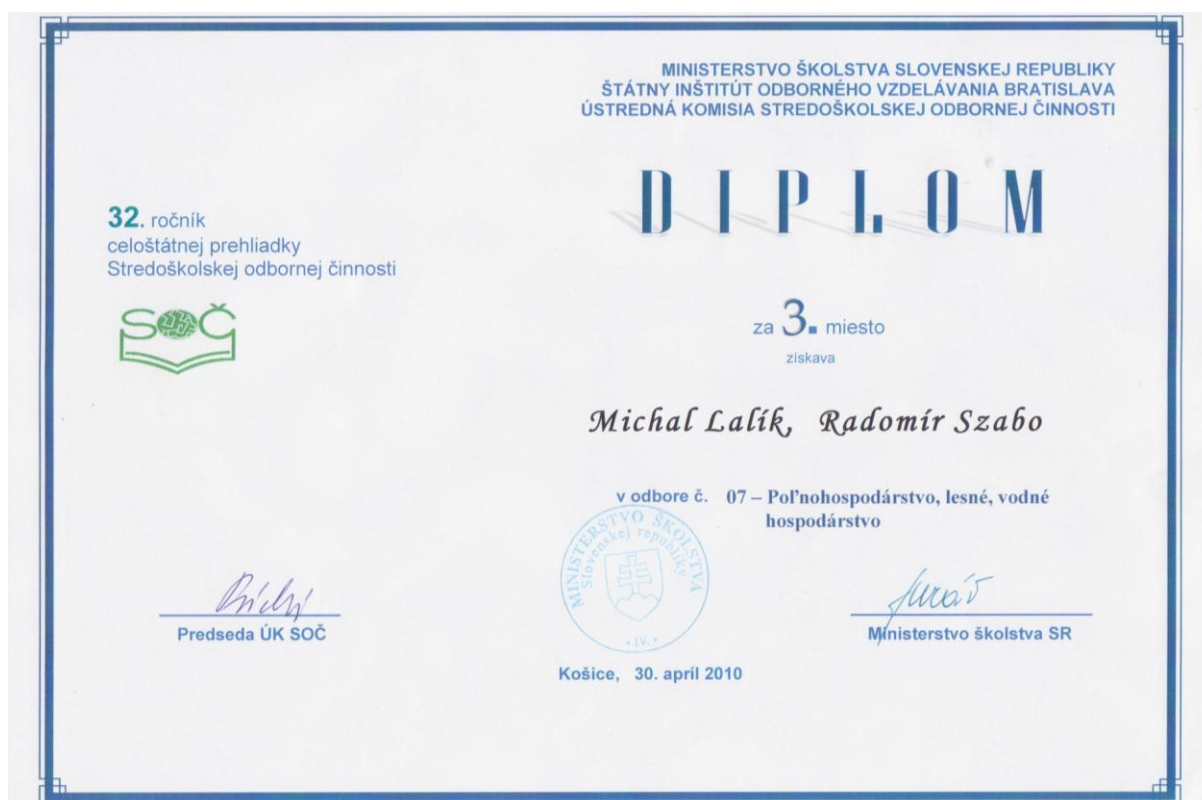 MINISTERSTVO ŠKOLSTVA SLOVENSKEJ REPUBLIKY
ŠTÁTNY INŠTITÚT ODBORNÉHO VZDELÁVANIA BRATISLAVA
ÚSTREDNÁ KOMISIA STREDOŠKOLSKEJ ODBORNEJ ČINNOSTI
DIPLOM
32. ročník
celoštátnej prehliadky
Stredoškolskej odbornej činnosti
SOČ
za 3. miesto
získava
Michal Lalík, Radomír Szabo
v odbore č. 07 – Poľnohospodárstvo, lesné, vodné
hospodárstvo
MINISTERSTVO ŠKOLSTVA
Slovenskej republiky
• IV. •
Predseda ÚK SOČ
Ministerstvo školstva SR
Košice, 30. apríl 2010